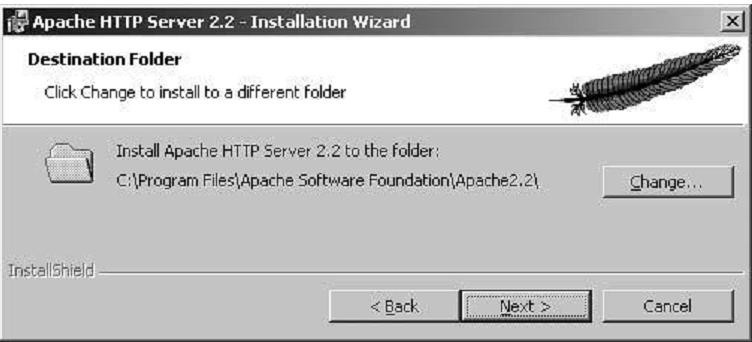 Apache HTTP Server 2.2 - Installation Wizard
Destination Folder
Click Change to install to a different folder
Install Apache HTTP Server 2.2 to the folder:
C:\Program Files\Apache Software Foundation\Apache2.2\
Change...
InstallShield
< Back
Next >
Cancel